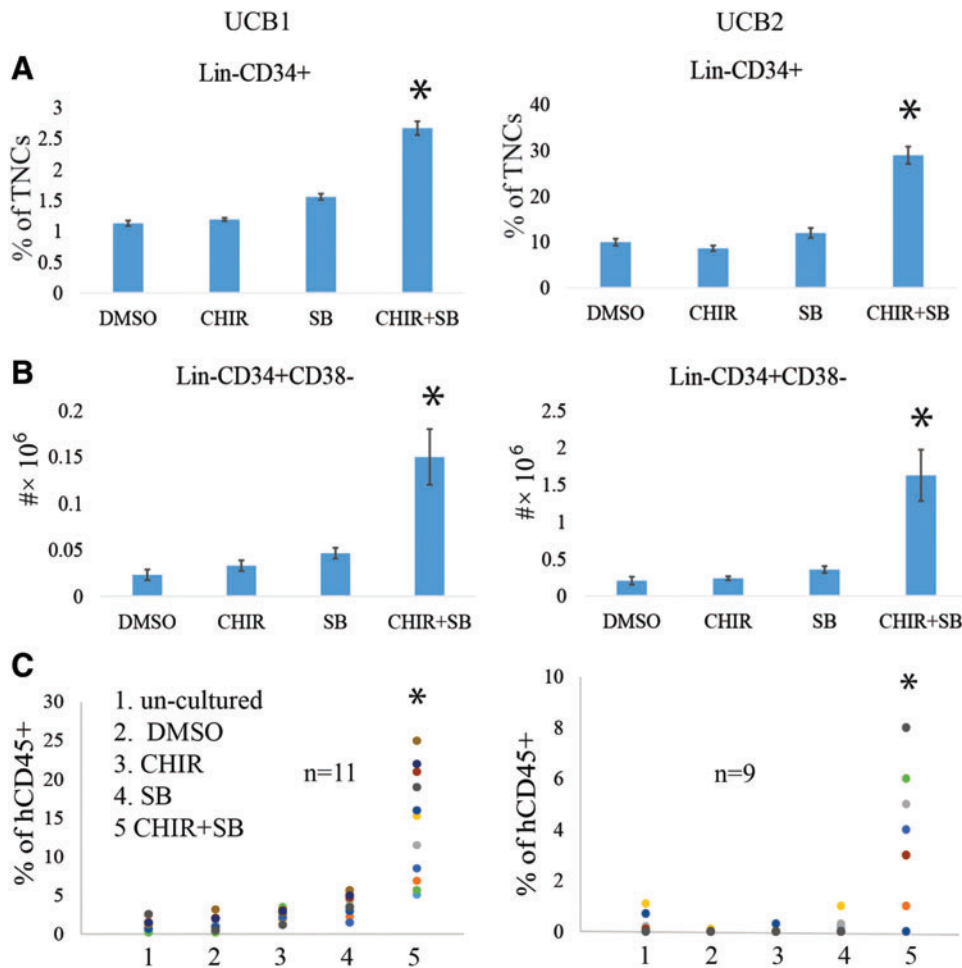 UCB1
UCB2
A
Lin-CD34+
*
% of TNCs
3
2.5
2
1.5
1
0.5
0
DMSO CHIR SB CHIR+SB
Lin-CD34+
*
% of TNCs
40
30
20
10
0
DMSO CHIR SB CHIR+SB
B
Lin-CD34+CD38-
*
#× 10⁶
0.2
0.15
0.1
0.05
0
DMSO CHIR SB CHIR+SB
Lin-CD34+CD38-
*
#× 10⁶
2.5
2
1.5
1
0.5
0
DMSO CHIR SB CHIR+SB
C
% of hCD45+
30
25
20
15
10
5
0
1. un-cultured
2. DMSO
3. CHIR
4. SB
5 CHIR+SB
n=11
*
1 2 3 4 5
% of hCD45+
10
8
6
4
2
0
n=9
*
1 2 3 4 5